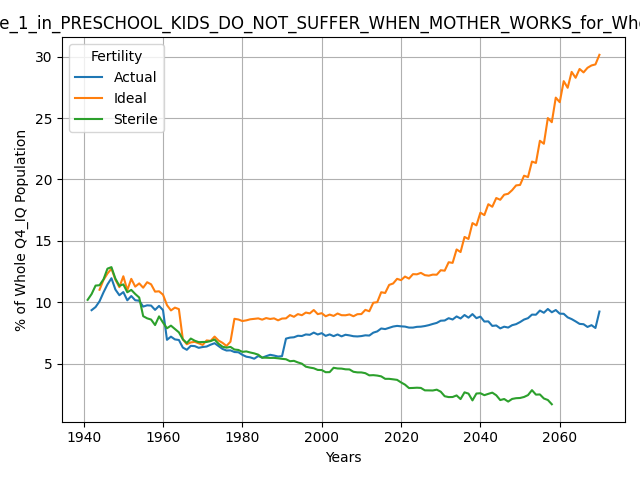 e_1_in_PRESCHOOL_KIDS_DO_NOT_SUFFER_WHEN_MOTHER_WORKS_for_Who
Fertility
Actual
Ideal
Sterile
% of Whole Q4_IQ Population
30
25
20
15
10
5
1940 1960 1980 2000 2020 2040 2060
Years